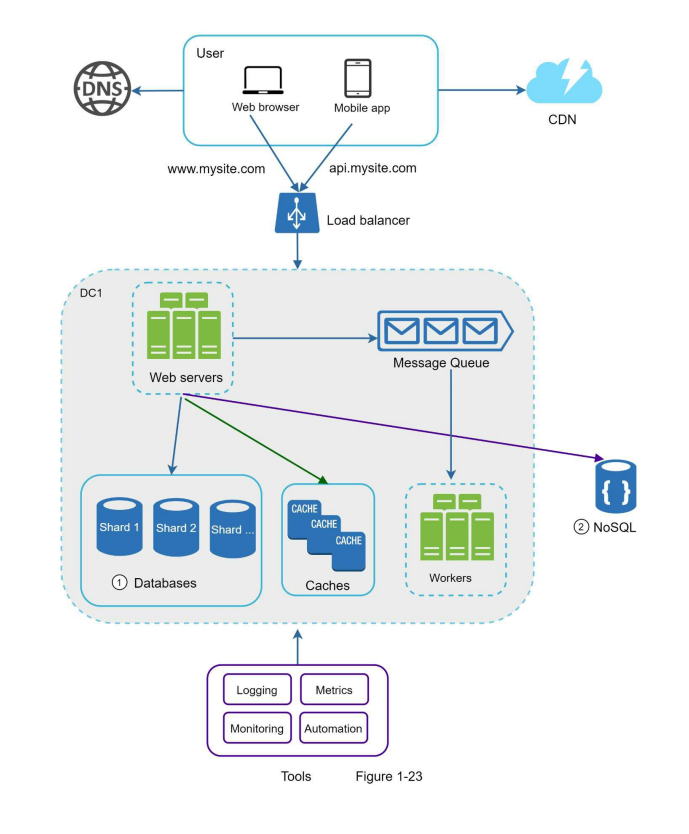 User
DNS
Web browser
Mobile app
CDN
www.mysite.com
api.mysite.com
Load balancer
DC1
Web servers
Message Queue
Shard 1
Shard 2
Shard ...
① Databases
CACHE
CACHE
CACHE
Caches
Workers
{ }
② NoSQL
Logging
Metrics
Monitoring
Automation
Tools
Figure 1-23